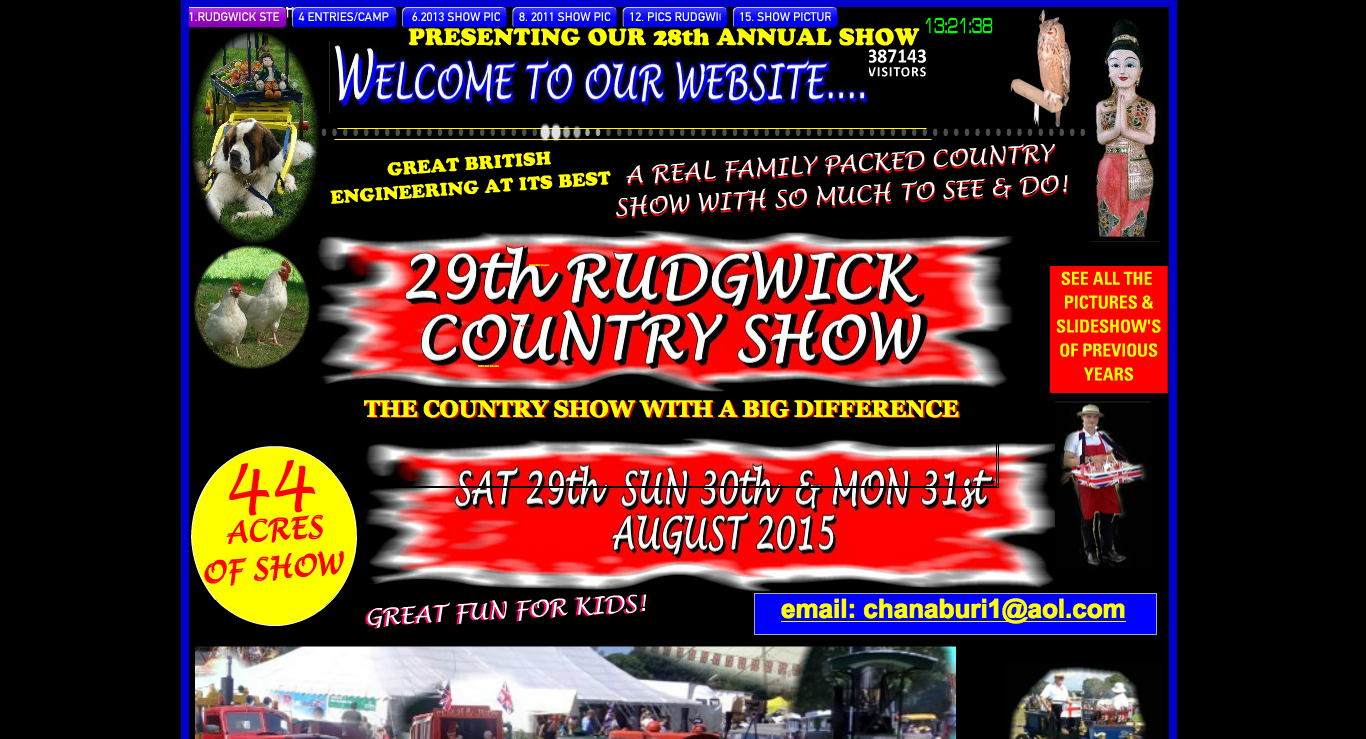 1.RUDGWICK STE
4 ENTRIES/CAMP
6.2013 SHOW PIC
8. 2011 SHOW PIC
12. PICS RUDGWI
15. SHOW PICTUR
13:21:38
PRESENTING OUR 28th ANNUAL SHOW
WELCOME TO OUR WEBSITE....
387143
VISITORS
GREAT BRITISH
ENGINEERING AT ITS BEST
A REAL FAMILY PACKED COUNTRY
SHOW WITH SO MUCH TO SEE & DO!
29th RUDGWICK
COUNTRY SHOW
SEE ALL THE
PICTURES &
SLIDESHOW'S
OF PREVIOUS
YEARS
THE COUNTRY SHOW WITH A BIG DIFFERENCE
44
ACRES
OF SHOW
SAT 29th SUN 30th & MON 31st
AUGUST 2015
GREAT FUN FOR KIDS!
email: chanaburi1@aol.com